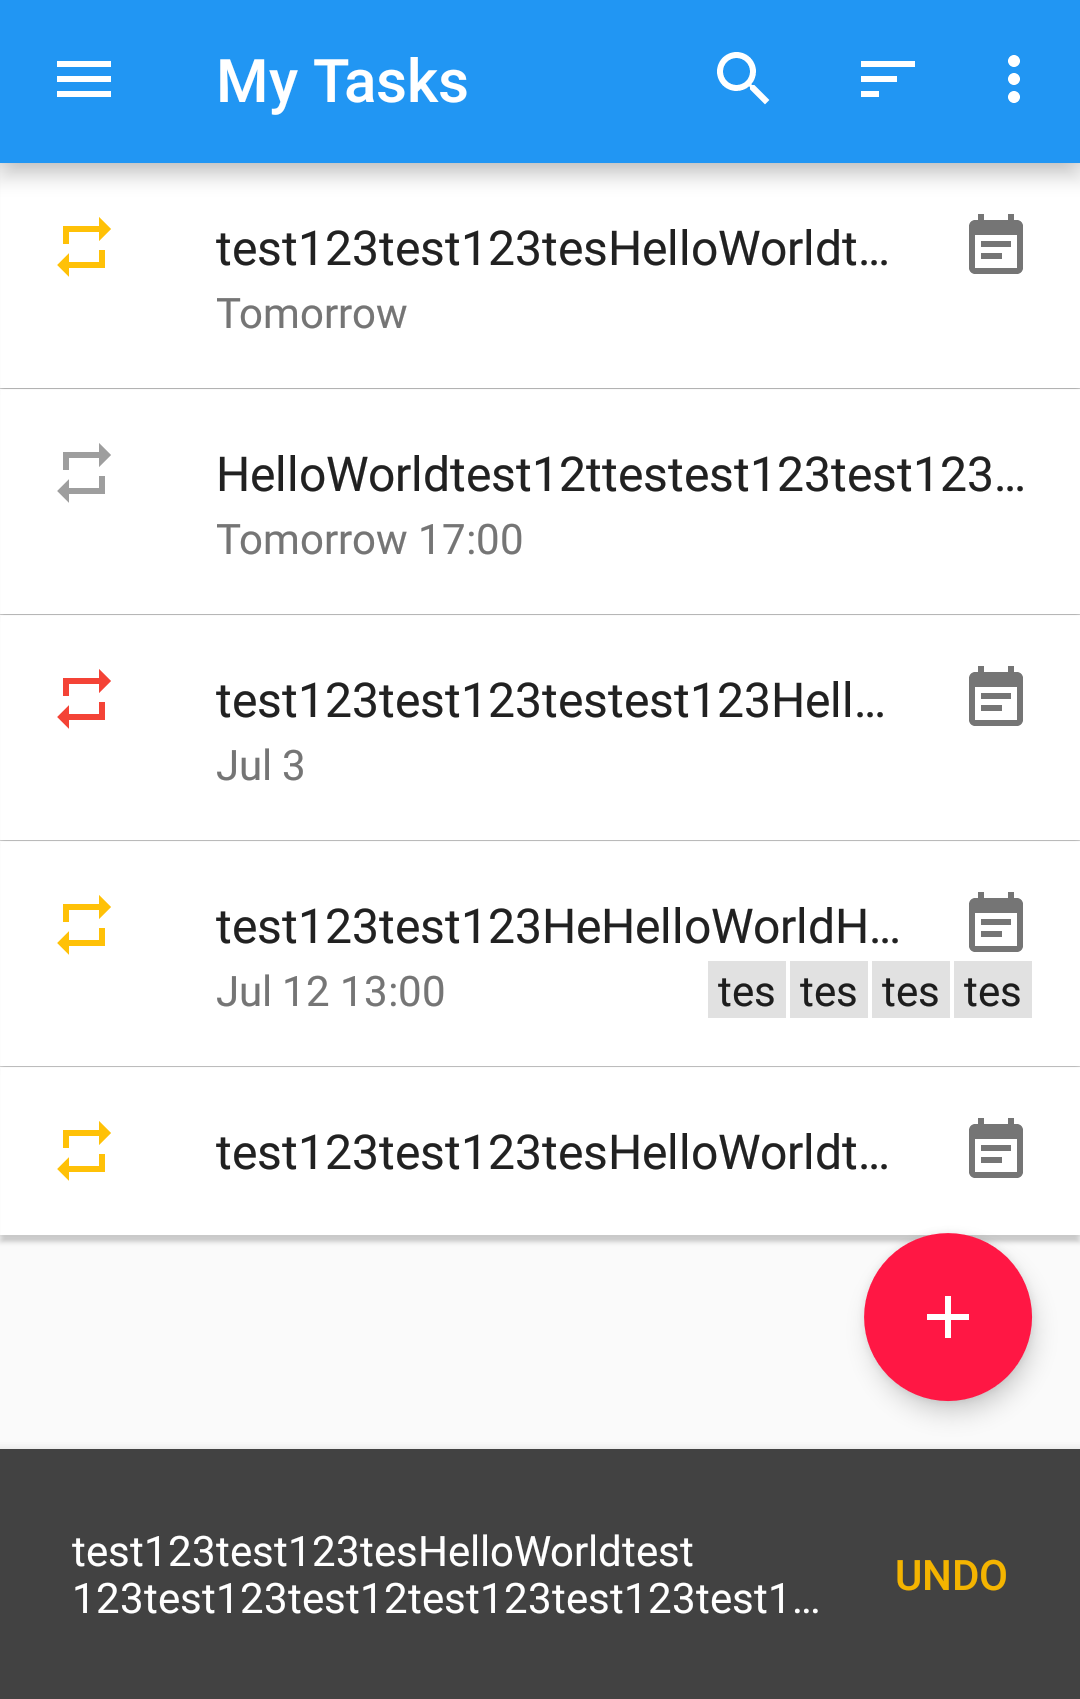 My Tasks
test123test123tesHelloWorldt...
Tomorrow
HelloWorldtest12ttestest123test123...
Tomorrow 17:00
test123test123testest123Hell...
Jul 3
test123test123HeHelloWorldH...
Jul 12 13:00 tes tes tes tes
test123test123tesHelloWorldt...
test123test123tesHelloWorldtest
123test123test12test123test123test1...
UNDO